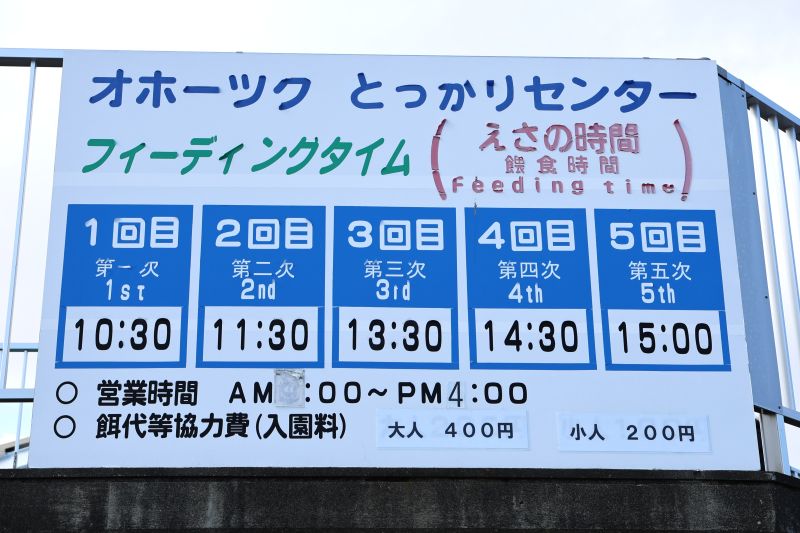 オホーツク とっかりセンター
フィーディングタイム
えさの時間
餵食時間
Feeding time
1回目 2回目 3回目 4回目 5回目
第一次 第二次 第三次 第四次 第五次
1st 2nd 3rd 4th 5th
10:30 11:30 13:30 14:30 15:00
○ 営業時間 AM :00～PM4:00
○ 餌代等協力費(入園料) 大人 400円 小人 200円